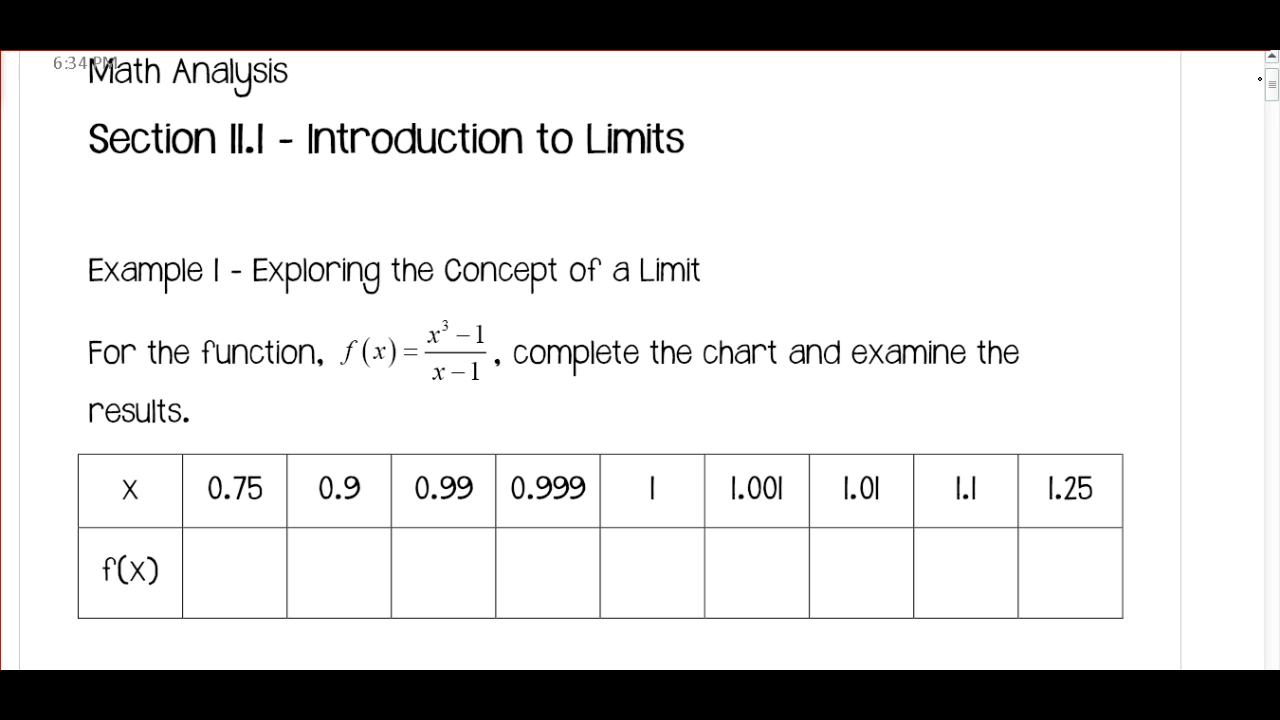 6:34 PM
Math Analysis
Section 11.1 - Introduction to Limits
Example 1 - Exploring the Concept of a Limit
For the function, f(x) = (x³ − 1)/(x − 1), complete the chart and examine the
results.
x 0.75 0.9 0.99 0.999 1 1.001 1.01 1.1 1.25
f(x)